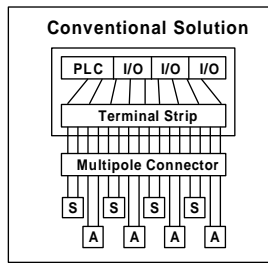 Conventional Solution
PLC I/O I/O I/O
Terminal Strip
Multipole Connector
S S S S
A A A A